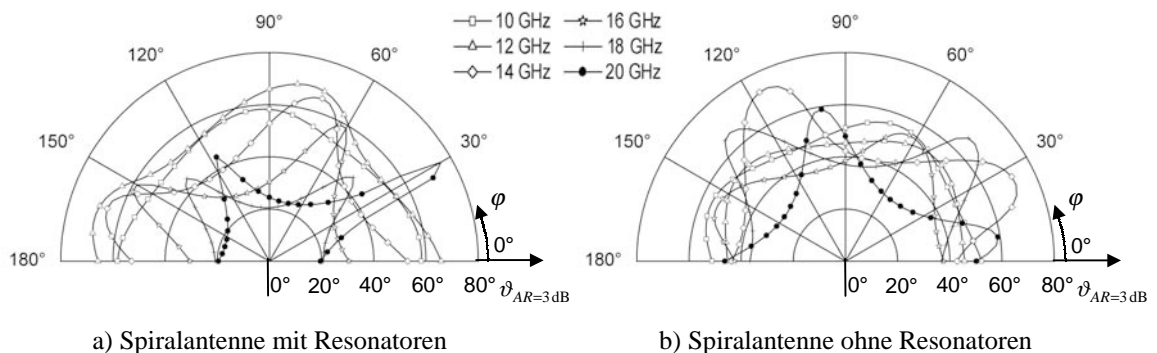 10 GHz 16 GHz
12 GHz 18 GHz
14 GHz 20 GHz
90°
120° 60°
150° 30°
φ
180° 0°
0° 20° 40° 60° 80° ϑAR=3 dB
a) Spiralantenne mit Resonatoren
90°
120° 60°
150° 30°
φ
180° 0°
0° 20° 40° 60° 80° ϑAR=3 dB
b) Spiralantenne ohne Resonatoren